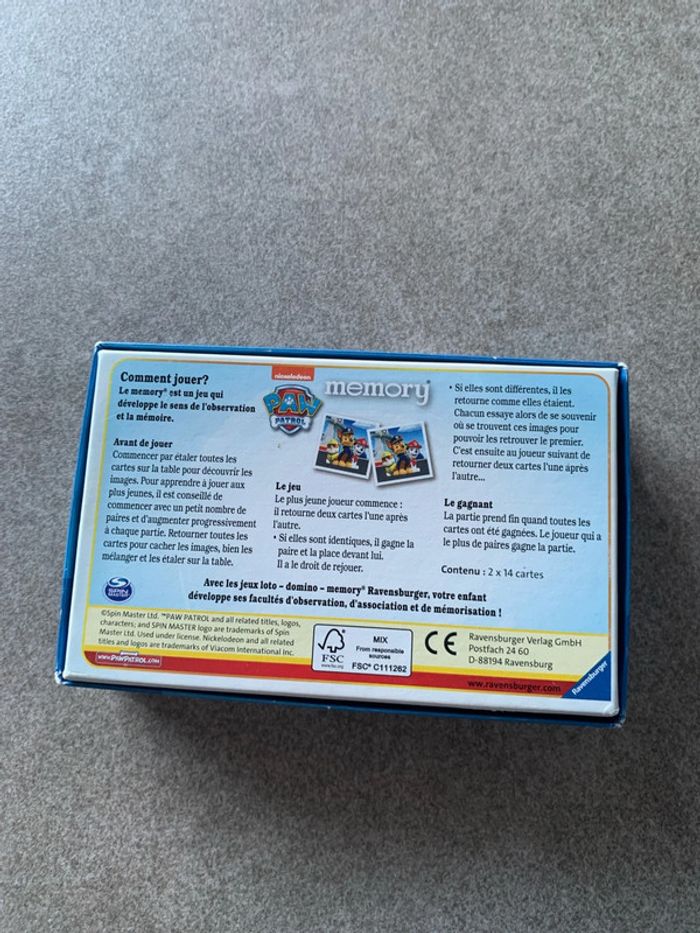 Comment jouer?
Le memory® est un jeu qui
développe le sens de l'observation
et la mémoire.
Avant de jouer
Commencer par étaler toutes les
cartes sur la table pour découvrir les
images. Pour apprendre à jouer aux
plus jeunes, il est conseillé de
commencer avec un petit nombre de
paires et d'augmenter progressivement
à chaque partie. Retourner toutes les
cartes pour cacher les images, bien les
mélanger et les étaler sur la table.
nickelodeon
PAW
PATROL
memory®
Le jeu
Le plus jeune joueur commence :
il retourne deux cartes l'une après
l'autre.
• Si elles sont identiques, il gagne la
paire et la place devant lui.
Il a le droit de rejouer.
• Si elles sont différentes, il les
retourne comme elles étaient.
Chacun essaye alors de se souvenir
où se trouvent ces images pour
pouvoir les retrouver le premier.
C'est ensuite au joueur suivant de
retourner deux cartes l'une après
l'autre...
Le gagnant
La partie prend fin quand toutes les
cartes ont été gagnées. Le joueur qui a
le plus de paires gagne la partie.
Contenu : 2 x 14 cartes
Avec les jeux loto – domino – memory® Ravensburger, votre enfant
développe ses facultés d'observation, d'association et de mémorisation !
SPIN MASTER
©Spin Master Ltd. ™PAW PATROL and all related titles, logos,
characters; and SPIN MASTER logo are trademarks of Spin
Master Ltd. Used under license. Nickelodeon and all related
titles and logos are trademarks of Viacom International Inc.
www.PawPatrol.com
FSC
www.fsc.org
MIX
From responsible
sources
FSC® C111262
CE
Ravensburger Verlag GmbH
Postfach 24 60
D-88194 Ravensburg
www.ravensburger.com
Ravensburger